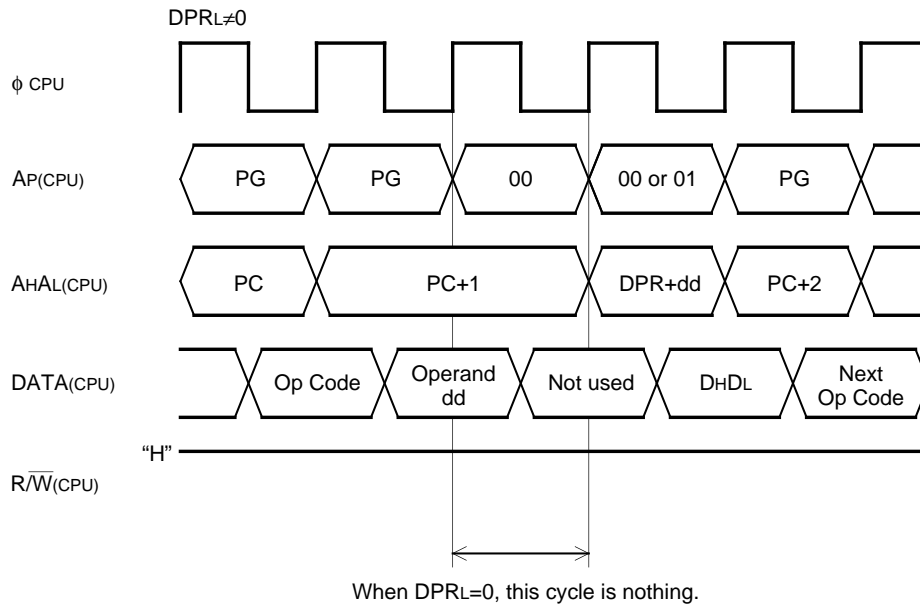 DPRL≠0
ϕ CPU
AP(CPU) PG PG 00 00 or 01 PG
AHAL(CPU) PC PC+1 DPR+dd PC+2
DATA(CPU) Op Code Operand dd Not used DHDL Next Op Code
“H”
R/W̅(CPU)
When DPRL=0, this cycle is nothing.